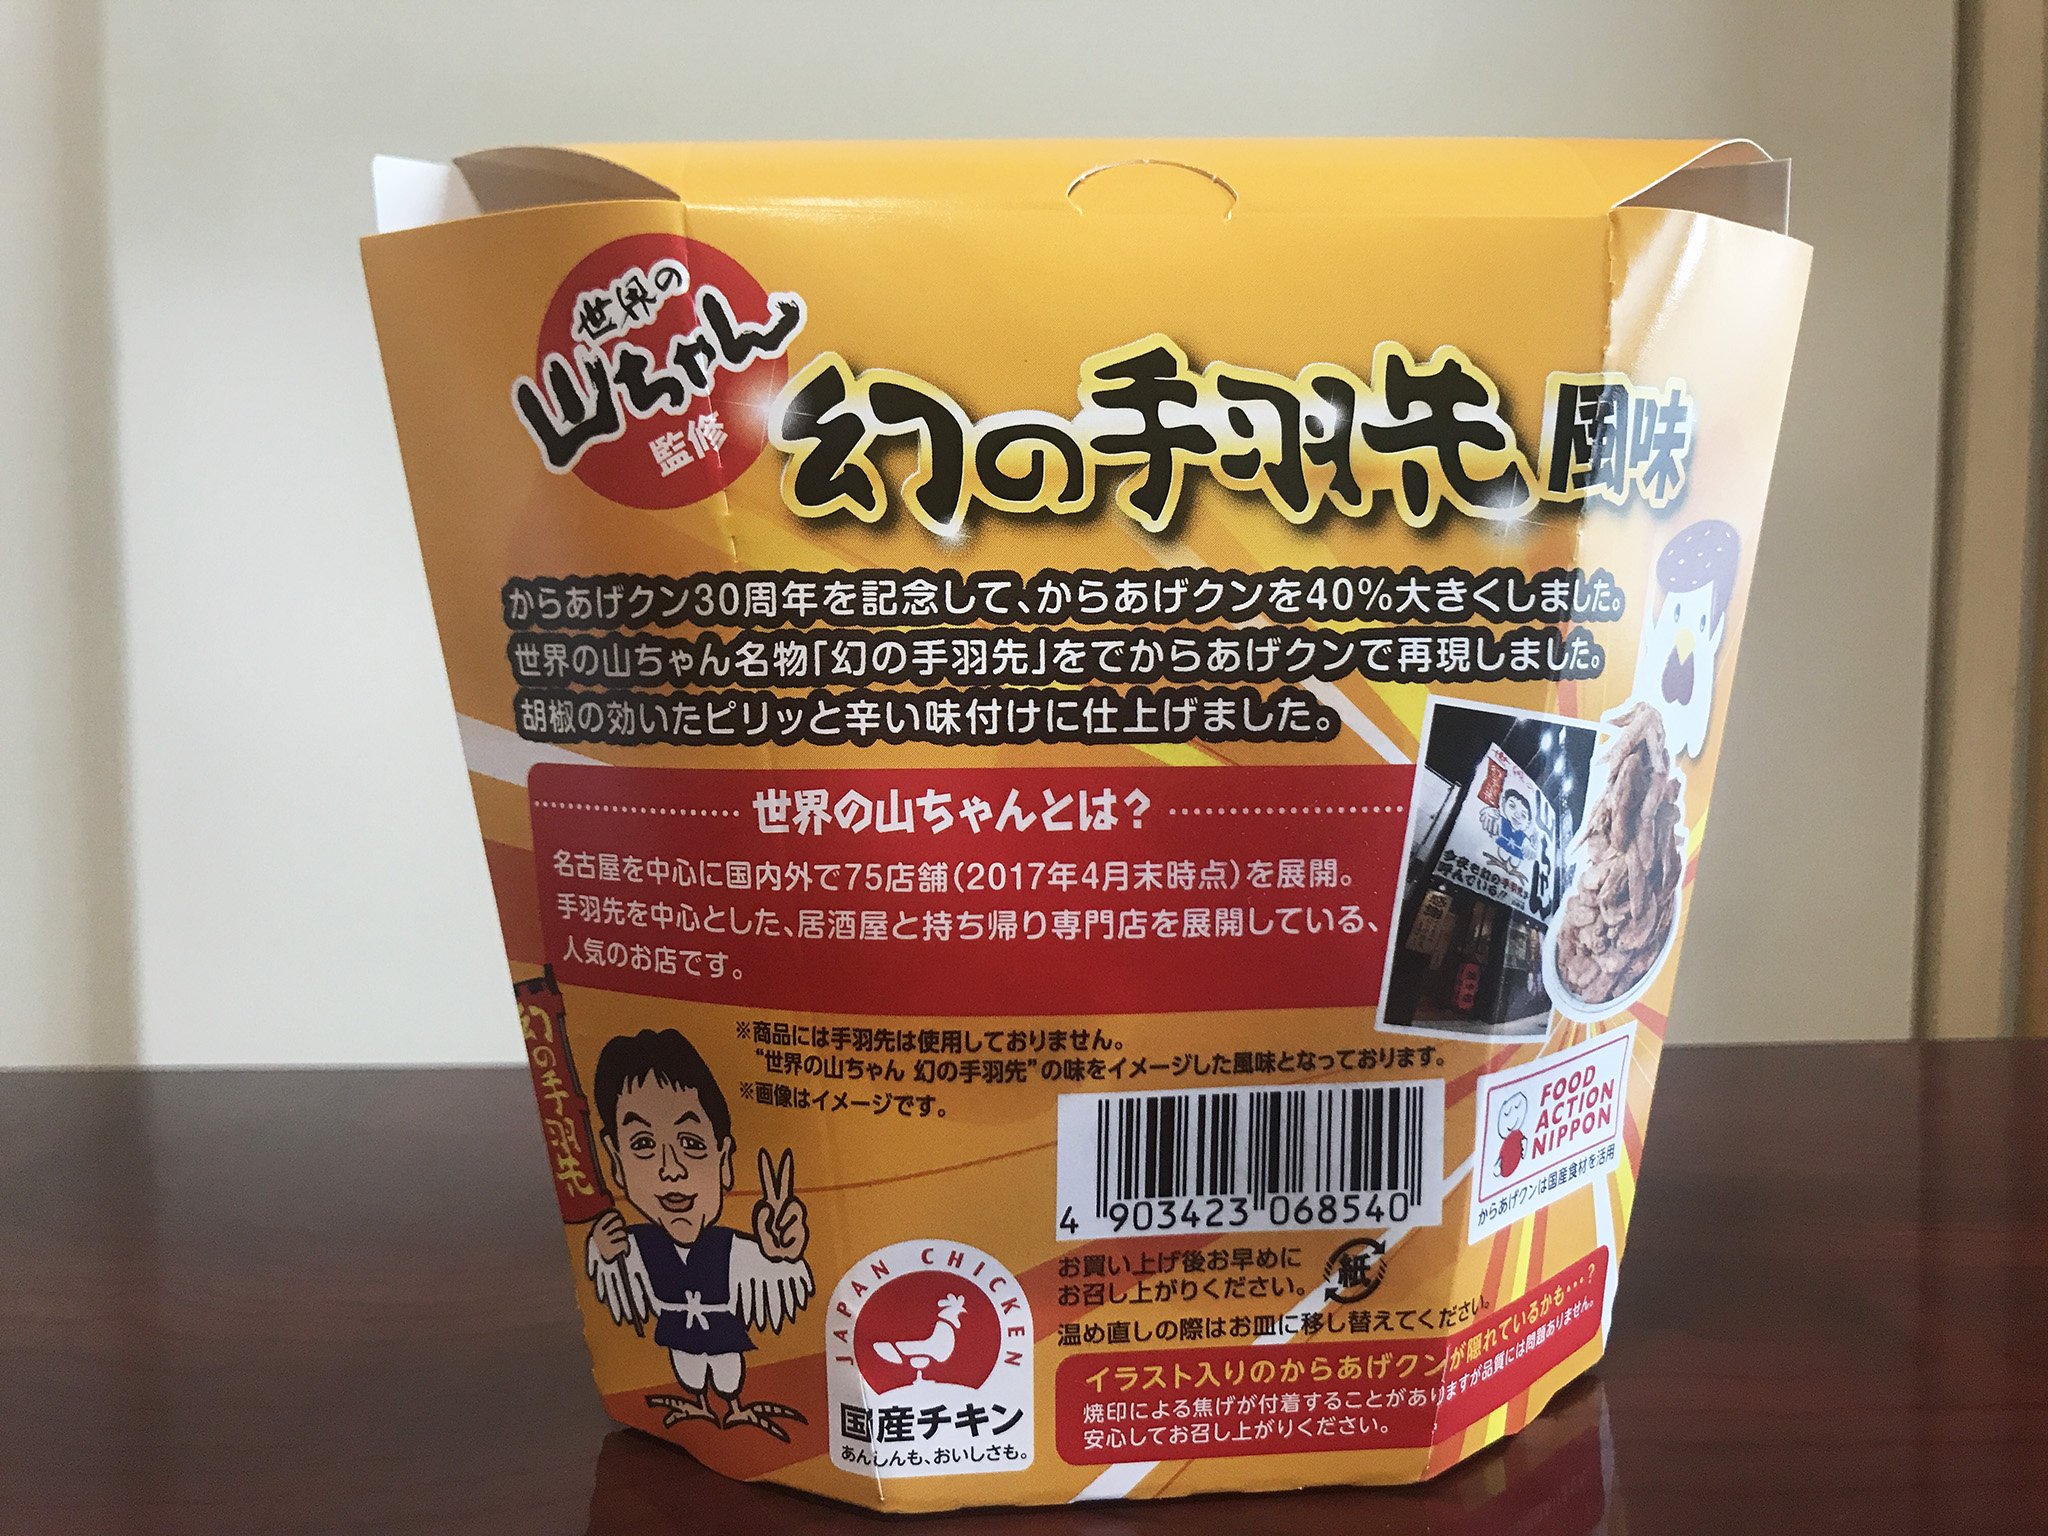 世界の
山ちゃん
監修
幻の手羽先風味
からあげクン30周年を記念して、からあげクンを40%大きくしました。
世界の山ちゃん名物「幻の手羽先」をでからあげクンで再現しました。
胡椒の効いたピリッと辛い味付けに仕上げました。
世界の山ちゃんとは?
名古屋を中心に国内外で75店舗(2017年4月末時点)を展開。
手羽先を中心とした、居酒屋と持ち帰り専門店を展開している、
人気のお店です。
山ちゃん
幻の手羽先
※商品には手羽先は使用しておりません。
“世界の山ちゃん 幻の手羽先”の味をイメージした風味となっております。
※画像はイメージです。
4 903423 068540
FOOD
ACTION
NIPPON
からあげクンは国産食材を活用
お買い上げ後お早めに
お召し上がりください。
紙
温め直しの際はお皿に移し替えてください。
JAPAN CHICKEN
国産チキン
あんしんも、おいしさも。
イラスト入りのからあげクンが隠れているかも…?
焼印による焦げが付着することがありますが品質には問題ありません。
安心してお召し上がりください。